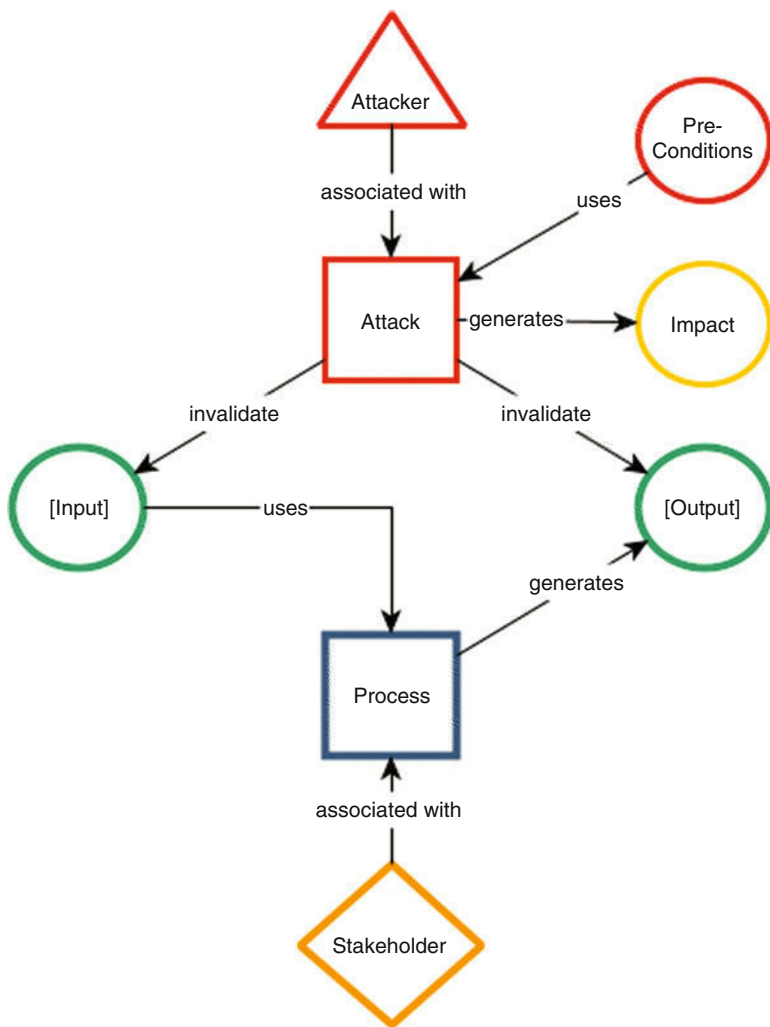 Attacker
Pre-
Conditions
associated with
uses
Attack
generates
Impact
invalidate
invalidate
[Input]
uses
[Output]
generates
Process
associated with
Stakeholder